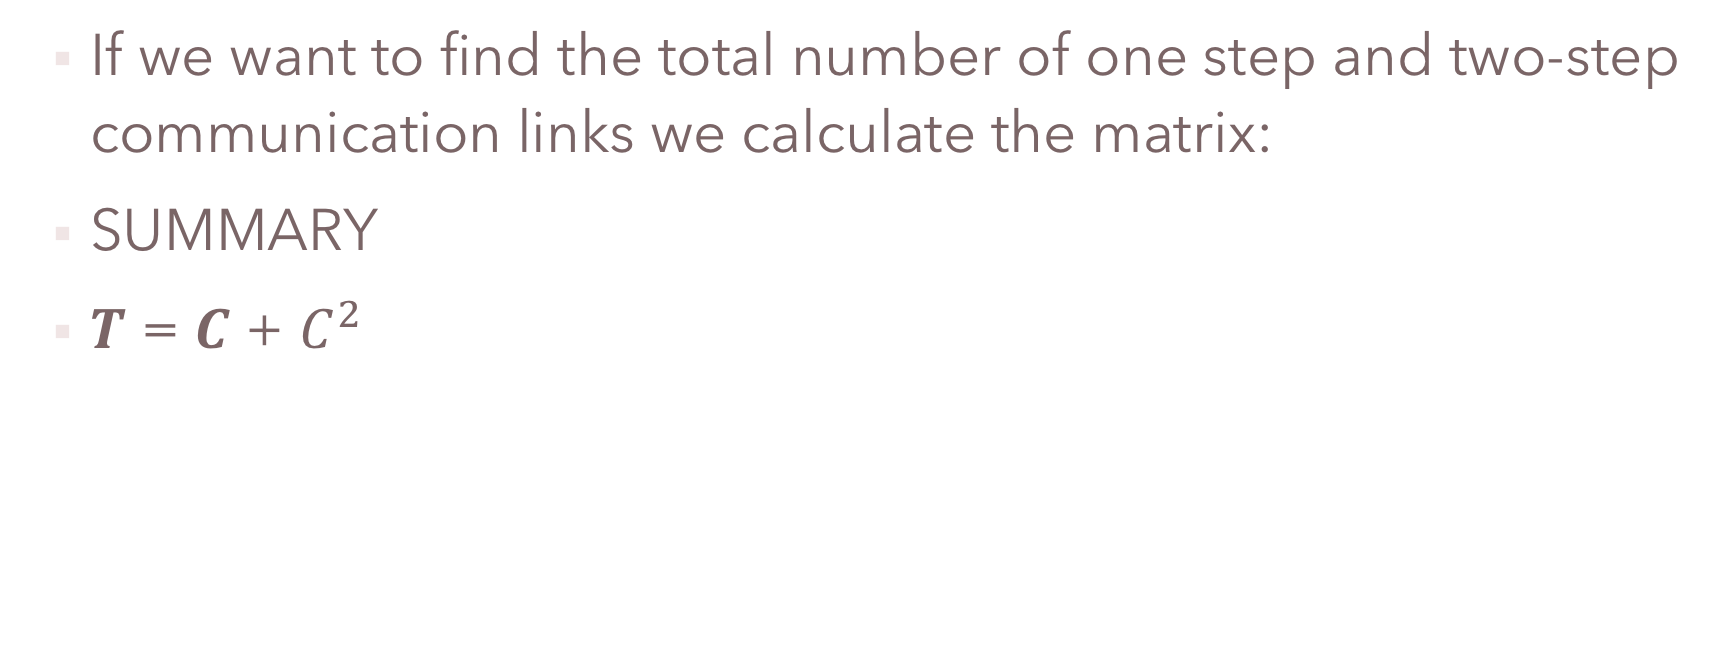 ▪ If we want to find the total number of one step and two-step
communication links we calculate the matrix:
▪ SUMMARY
▪ T = C + C²